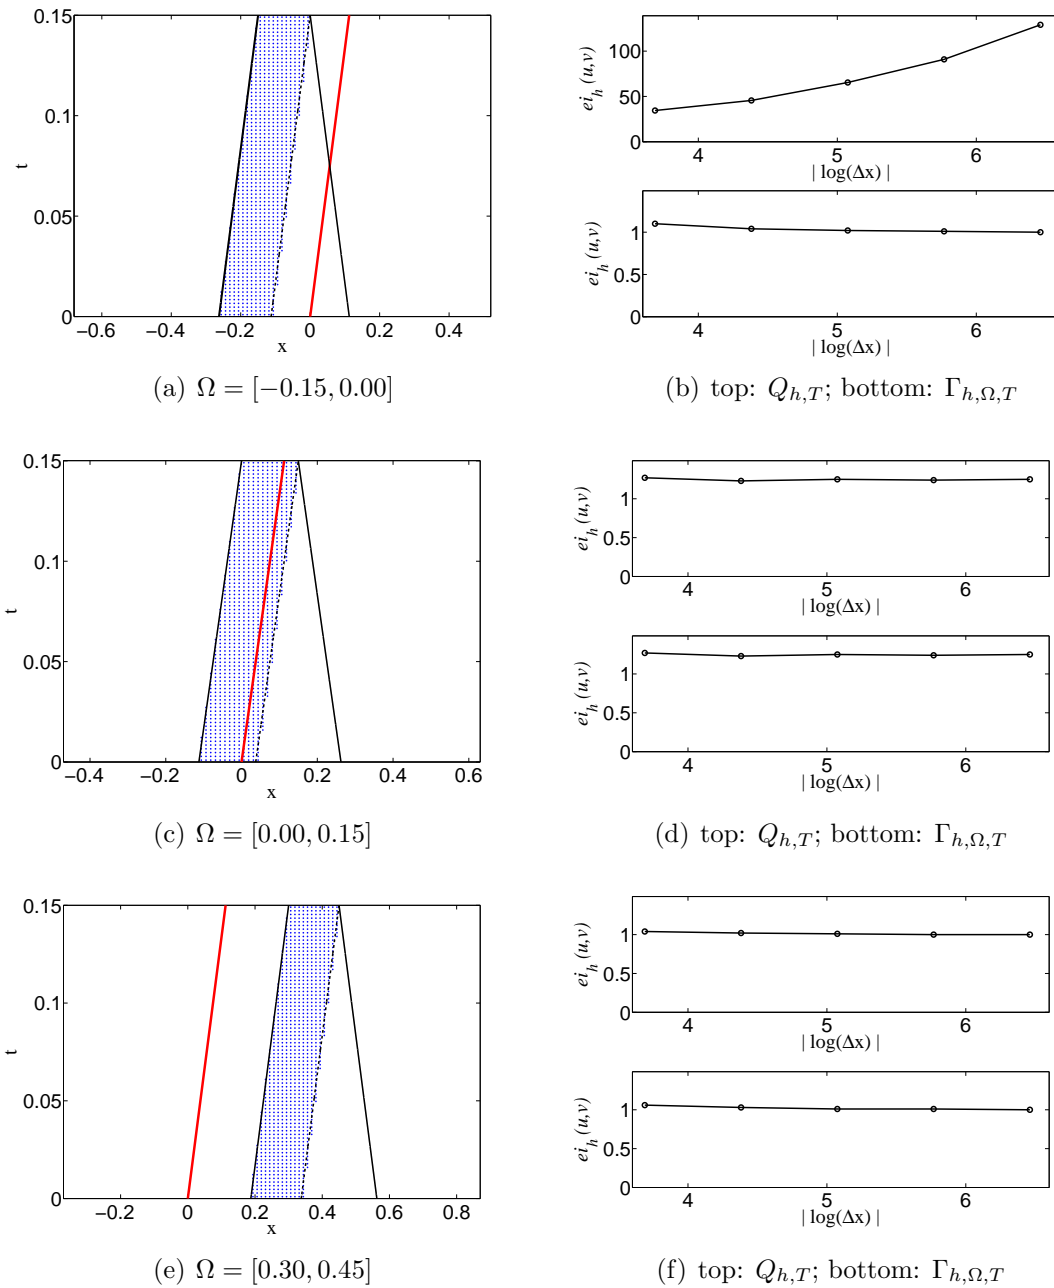 0.15
0.1
t
0.05
0
−0.6 −0.4 −0.2 0 0.2 0.4
x
(a) Ω = [−0.15, 0.00]
100
50
0
ei_h(u,v)
4 5 6
| log(Δx) |
1
0.5
0
ei_h(u,v)
4 5 6
| log(Δx) |
(b) top: Q_{h,T}; bottom: Γ_{h,Ω,T}
0.15
0.1
t
0.05
0
−0.4 −0.2 0 0.2 0.4 0.6
x
(c) Ω = [0.00, 0.15]
1
0.5
0
ei_h(u,v)
4 5 6
| log(Δx) |
1
0.5
0
ei_h(u,v)
4 5 6
| log(Δx) |
(d) top: Q_{h,T}; bottom: Γ_{h,Ω,T}
0.15
0.1
t
0.05
0
−0.2 0 0.2 0.4 0.6 0.8
x
(e) Ω = [0.30, 0.45]
1
0.5
0
ei_h(u,v)
4 5 6
| log(Δx) |
1
0.5
0
ei_h(u,v)
4 5 6
| log(Δx) |
(f) top: Q_{h,T}; bottom: Γ_{h,Ω,T}